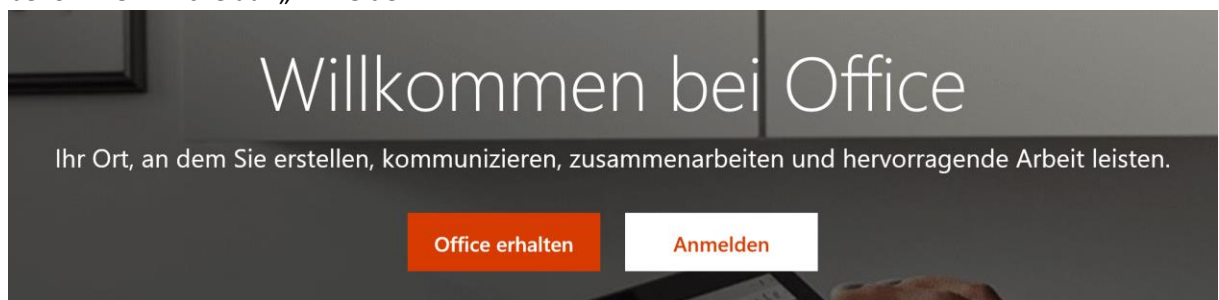 Willkommen bei Office
Ihr Ort, an dem Sie erstellen, kommunizieren, zusammenarbeiten und hervorragende Arbeit leisten.
Office erhalten
Anmelden